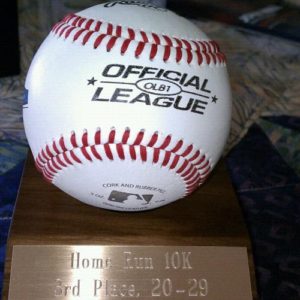 OFFICIAL
OLB1
LEAGUE
CORK AND RUBBER
Home Run 10K
3rd Place, 20-29